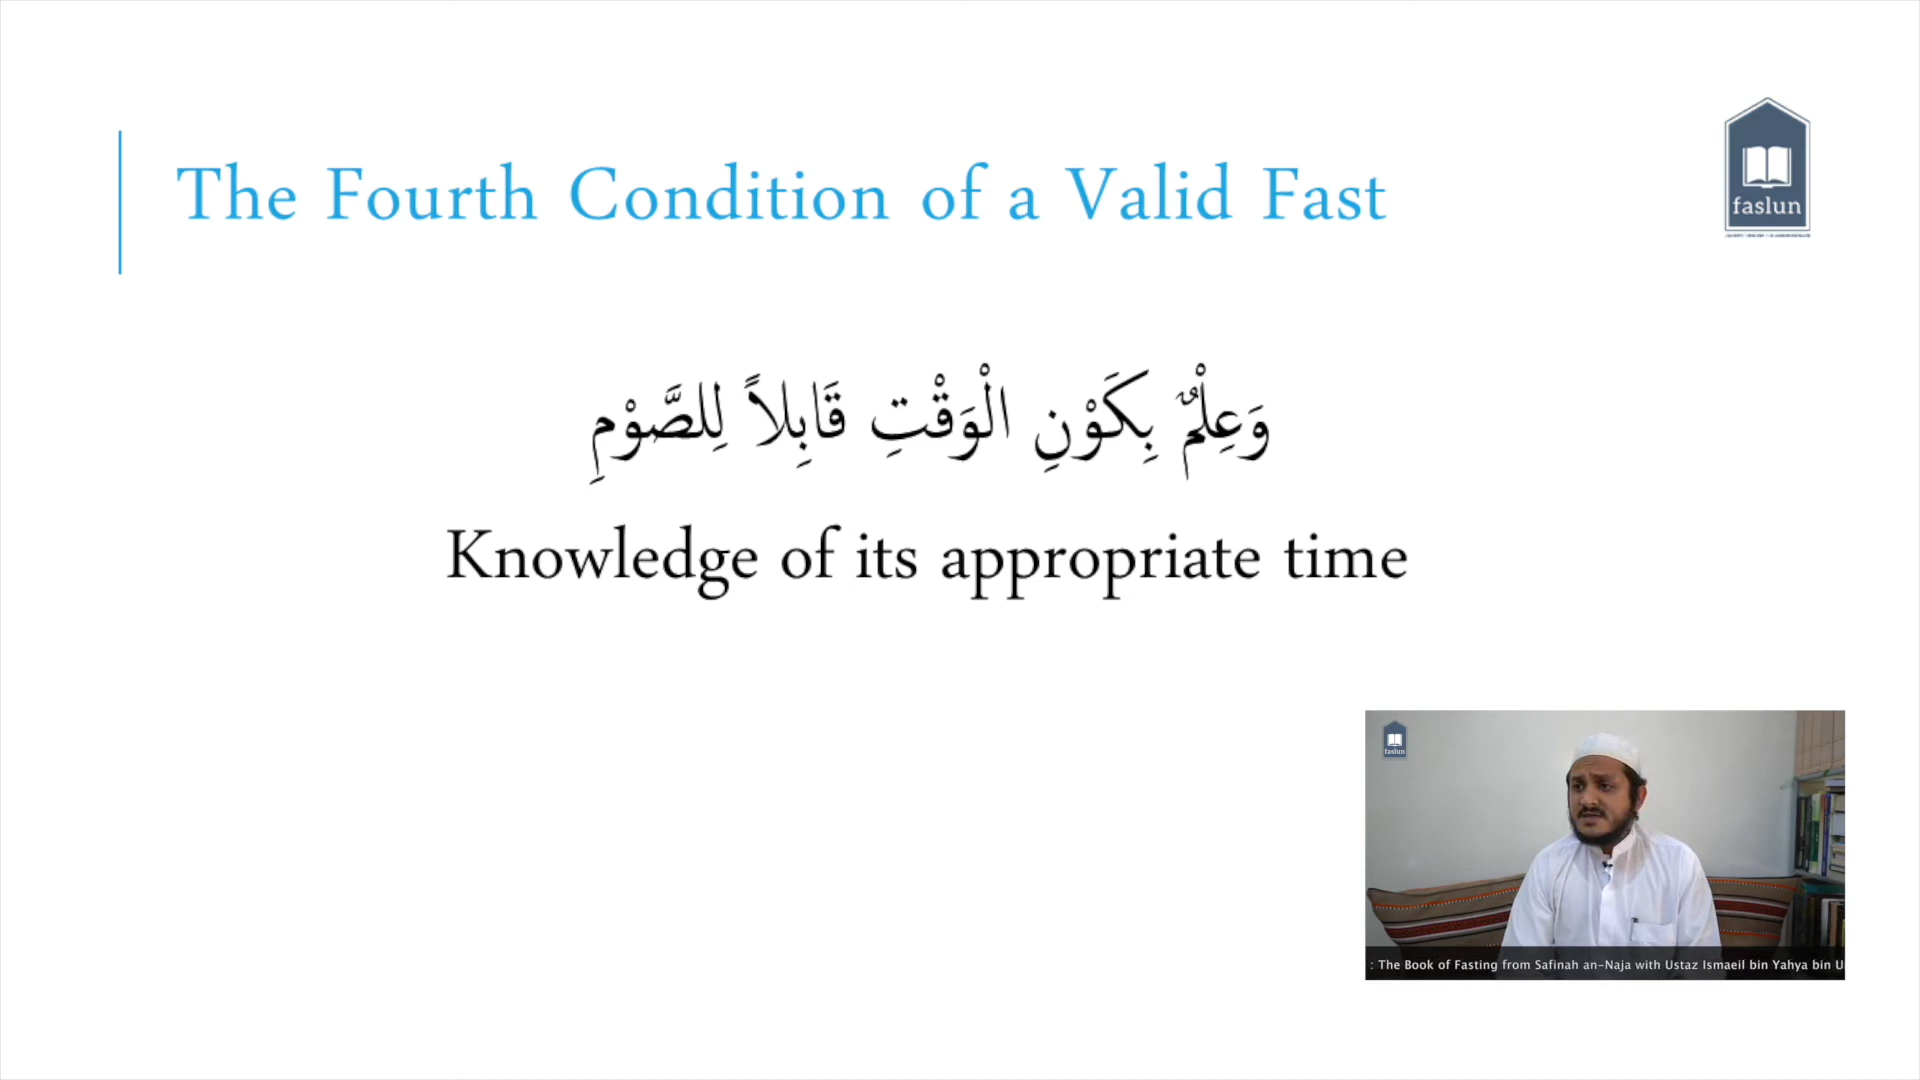 The Fourth Condition of a Valid Fast
faslun
وَعِلْمٌ بِكَوْنِ الْوَقْتِ قَابِلاً لِلصَّوْمِ
Knowledge of its appropriate time
faslun
: The Book of Fasting from Safinah an-Naja with Ustaz Ismaeil bin Yahya bin